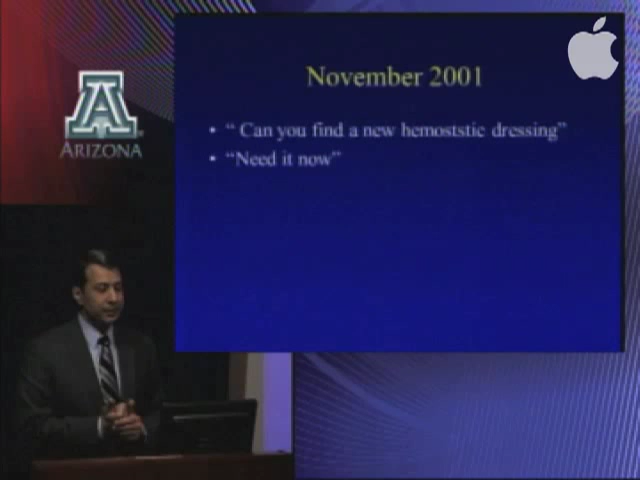 November 2001
• “ Can you find a new hemoststic dressing”
• “Need it now”
A
ARIZONA